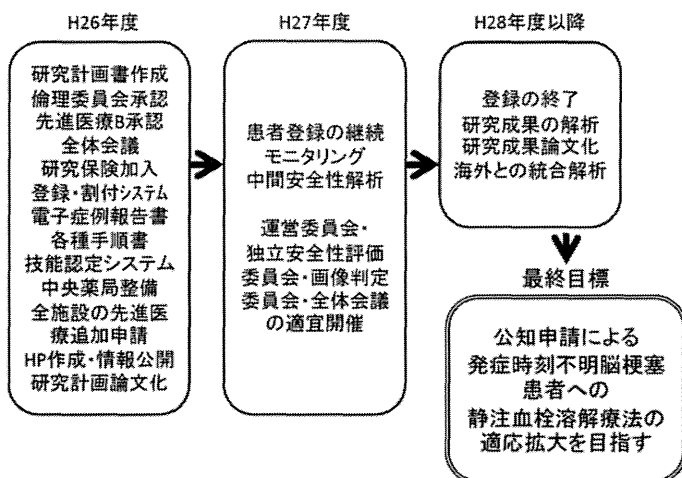 H26年度
研究計画書作成
倫理委員会承認
先進医療B承認
全体会議
研究保険加入
登録・割付システム
電子症例報告書
各種手順書
技能認定システム
中央薬局整備
全施設の先進医
療追加申請
HP作成・情報公開
研究計画論文化
H27年度
患者登録の継続
モニタリング
中間安全性解析
運営委員会・
独立安全性評価
委員会・画像判定
委員会・全体会議
の適宜開催
H28年度以降
登録の終了
研究成果の解析
研究成果論文化
海外との統合解析
最終目標
公知申請による
発症時刻不明脳梗塞
患者への
静注血栓溶解療法の
適応拡大を目指す